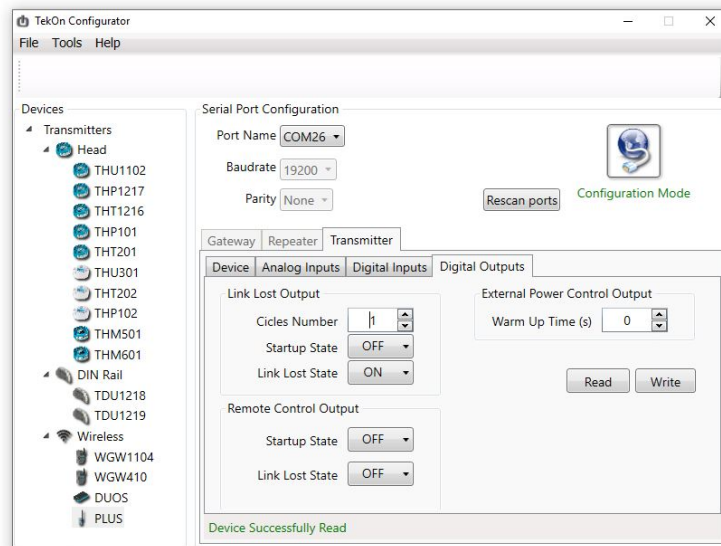 TekOn Configurator
File Tools Help
Devices
Transmitters
Head
THU1102
THP1217
THT1216
THP101
THT201
THU301
THT202
THP102
THM501
THM601
DIN Rail
TDU1218
TDU1219
Wireless
WGW1104
WGW410
DUOS
PLUS
Serial Port Configuration
Port Name COM26
Baudrate 19200
Parity None
Rescan ports
Configuration Mode
Gateway Repeater Transmitter
Device Analog Inputs Digital Inputs Digital Outputs
Link Lost Output
Cicles Number 1
Startup State OFF
Link Lost State ON
External Power Control Output
Warm Up Time (s) 0
Read Write
Remote Control Output
Startup State OFF
Link Lost State OFF
Device Successfully Read